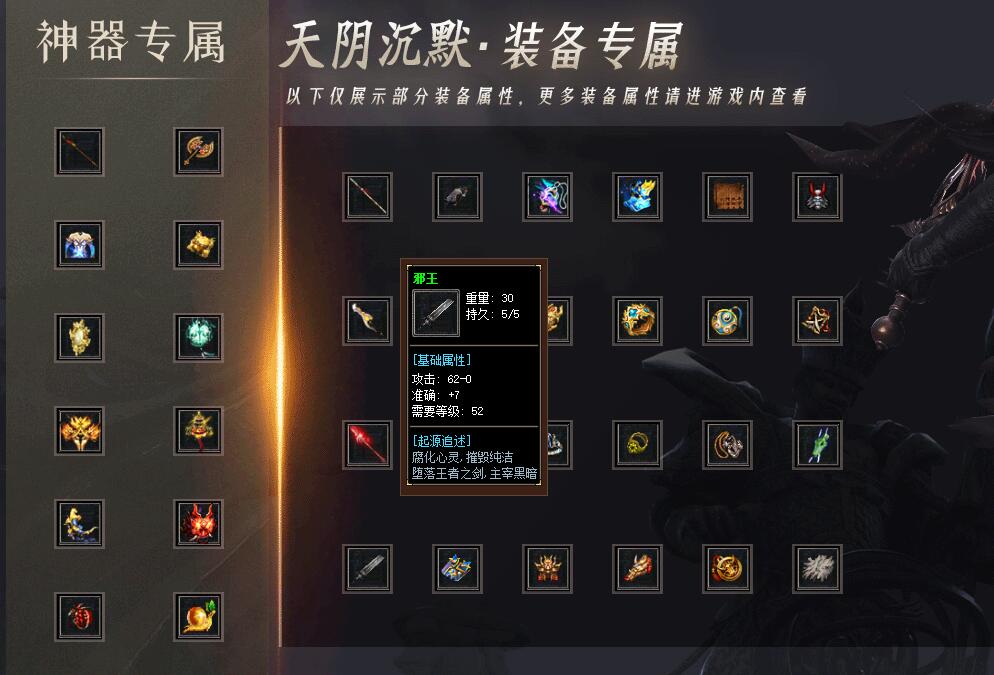 神器专属
天阴沉默·装备专属
以下仅展示部分装备属性，更多装备属性请进游戏内查看
邪王
重量: 30
持久: 5/5
[基础属性]
攻击: 62-0
准确: +7
需要等级: 52
[起源追述]
腐化心灵,摧毁纯洁
堕落王者之剑,主宰黑暗